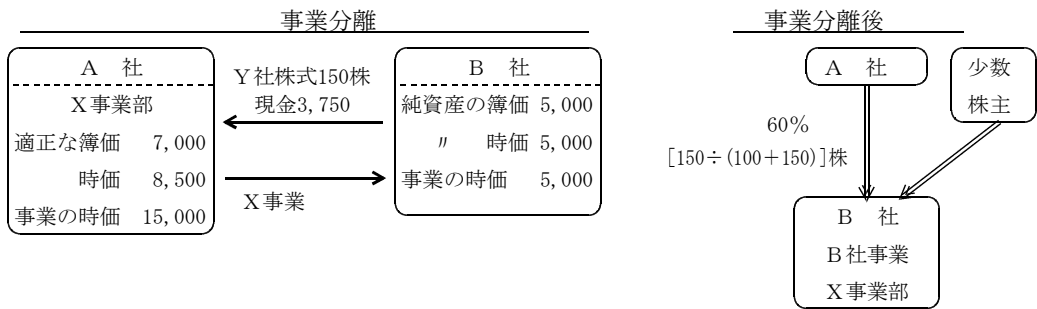 事業分離
A 社
X事業部
適正な簿価 7,000
時価 8,500
事業の時価 15,000
Y社株式150株
現金3,750
X事業
B 社
純資産の簿価 5,000
〃 時価 5,000
事業の時価 5,000
事業分離後
A 社
少数
株主
60%
[150÷(100+150)]株
B 社
B社事業
X事業部